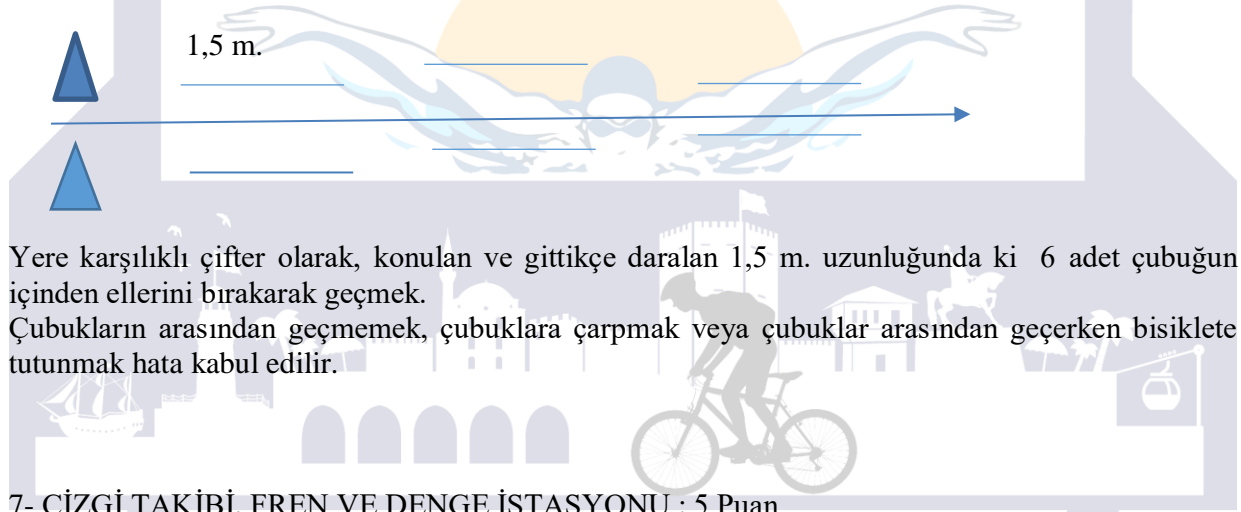 1,5 m.
Yere karşılıklı çifter olarak, konulan ve gittikçe daralan 1,5 m. uzunluğunda ki 6 adet çubuğun
içinden ellerini bırakarak geçmek.
Çubukların arasından geçmemek, çubuklara çarpmak veya çubuklar arasından geçerken bisiklete
tutunmak hata kabul edilir.
7- ÇİZGİ TAKİBİ, FREN VE DENGE İSTASYONU : 5 Puan